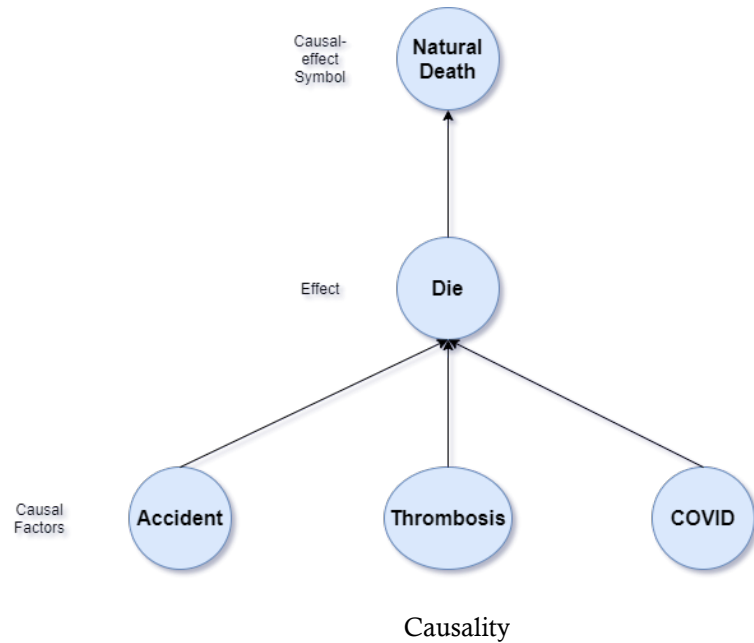 Causal-
effect
Symbol
Natural
Death
Effect
Die
Causal
Factors
Accident
Thrombosis
COVID
Causality